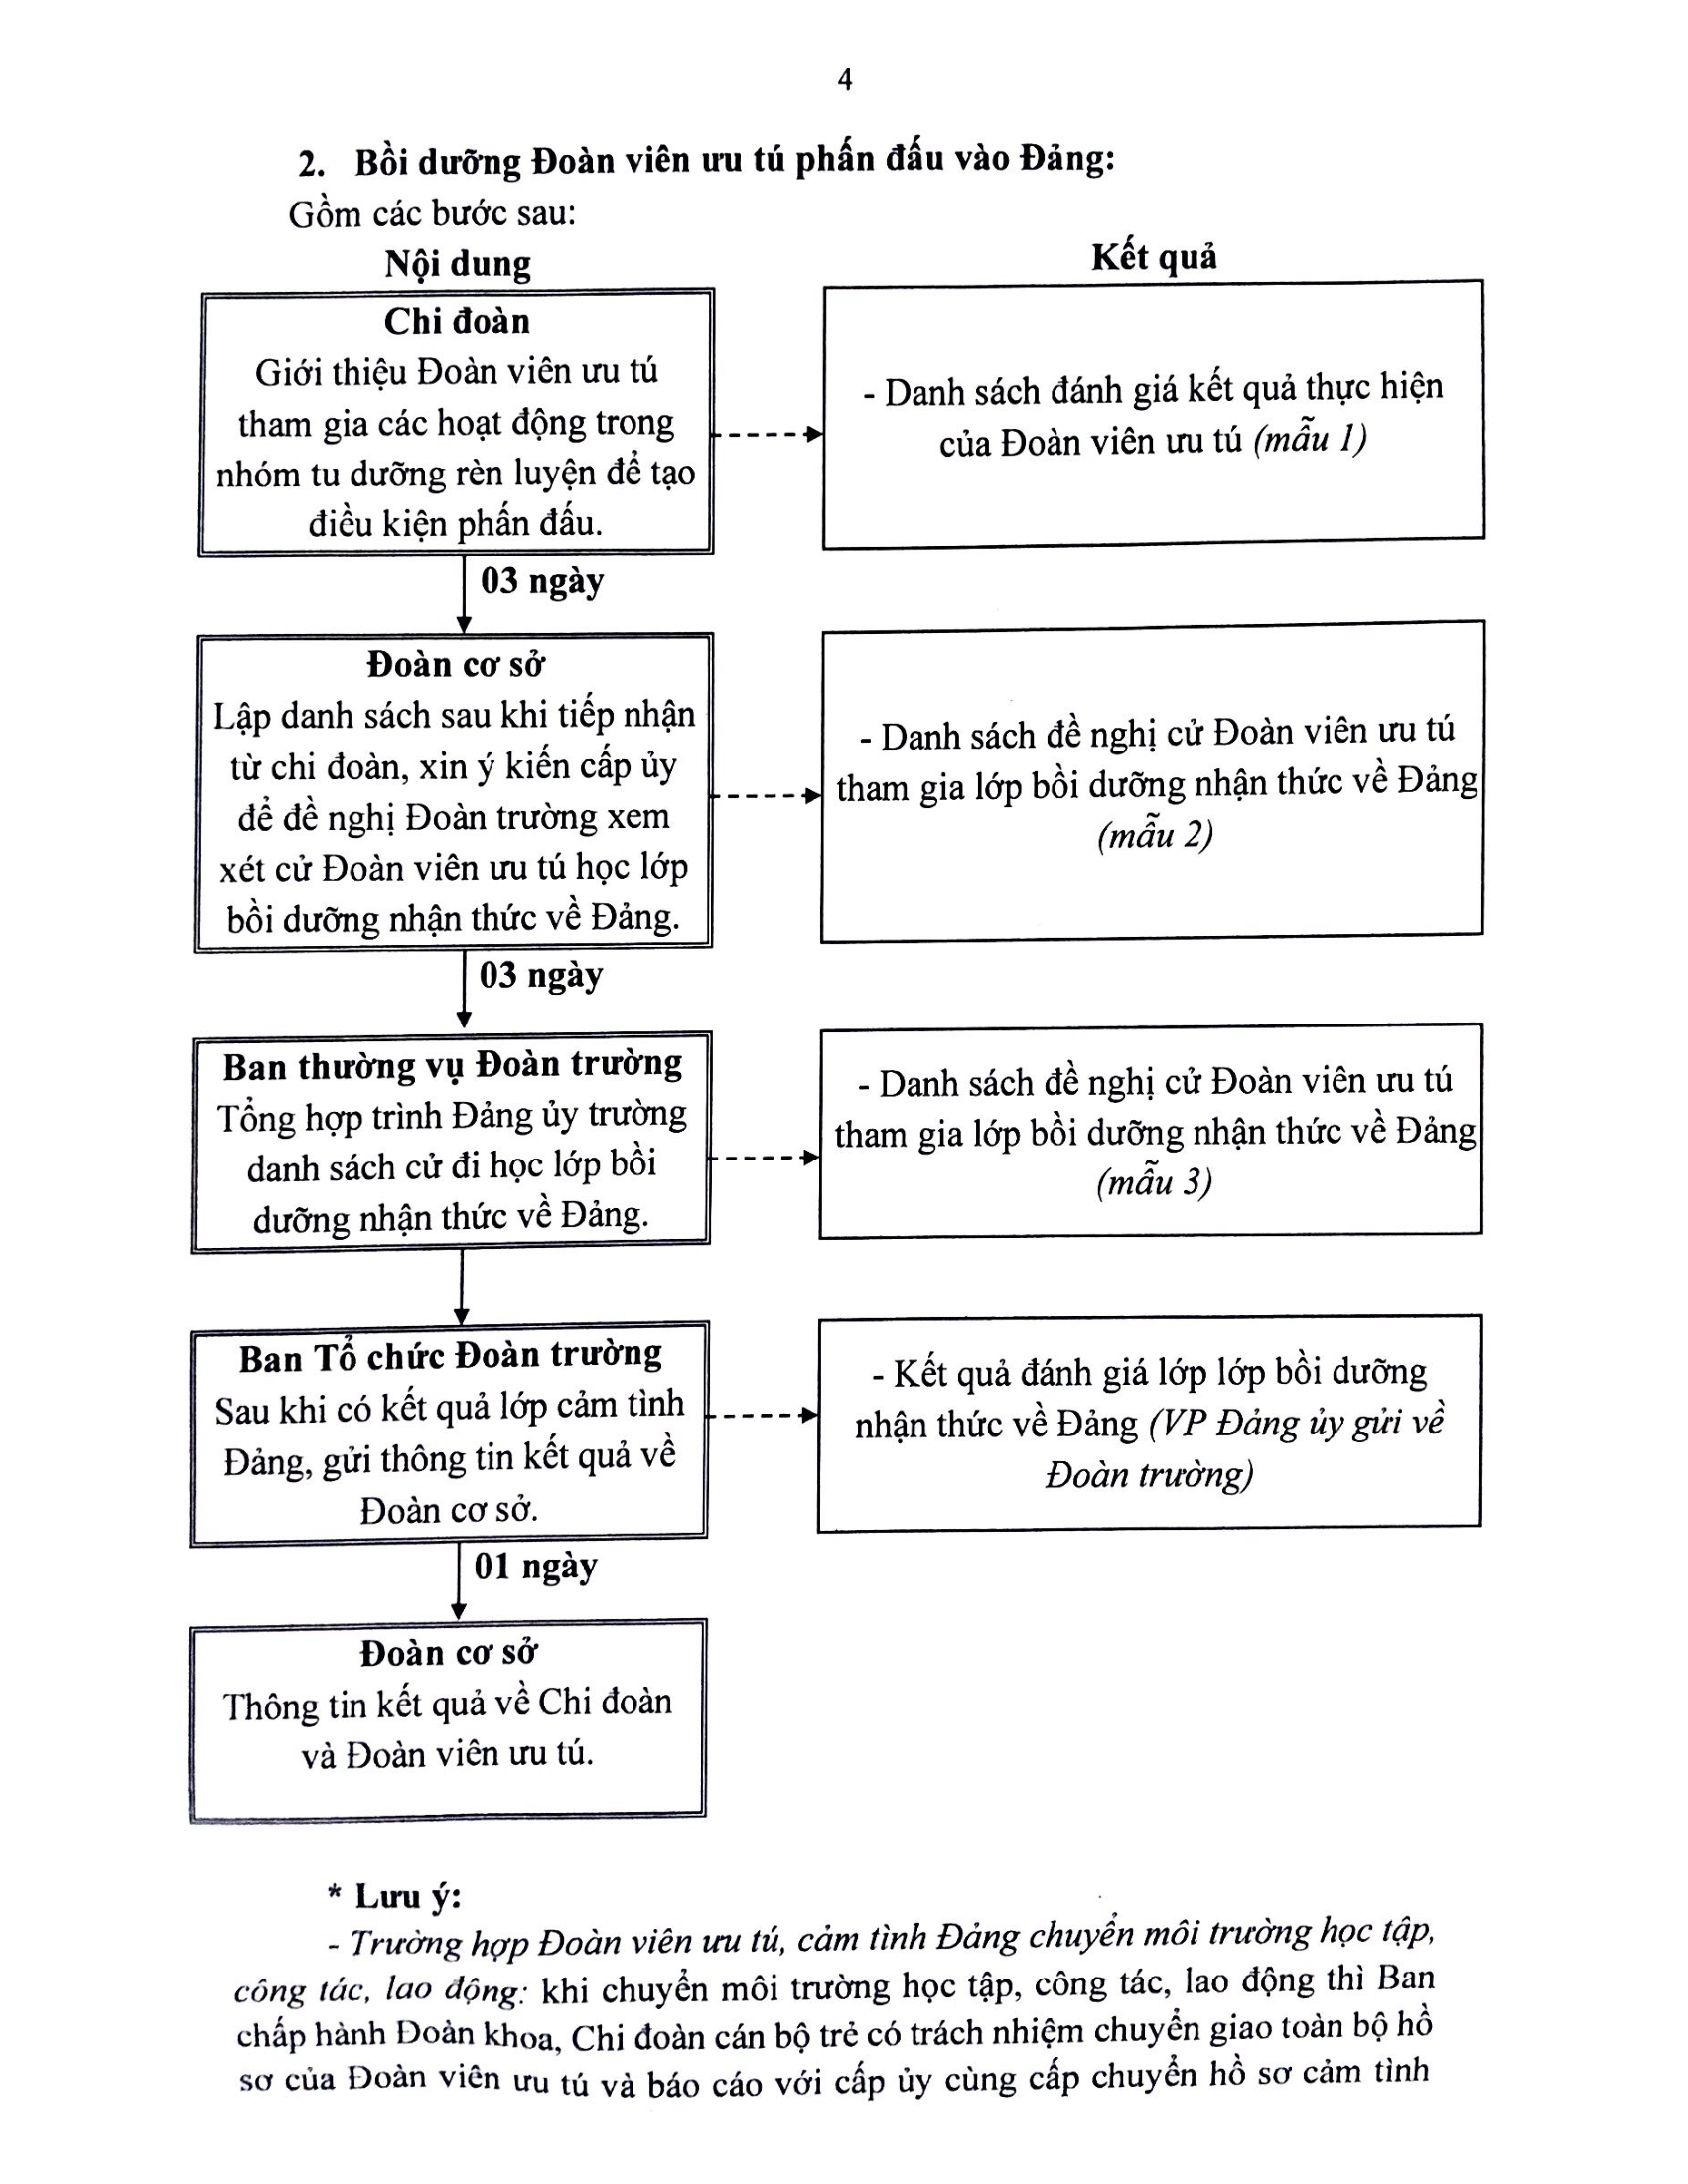 4
2. Bồi dưỡng Đoàn viên ưu tú phấn đấu vào Đảng:
Gồm các bước sau:
Nội dung
Kết quả
Chi đoàn
Giới thiệu Đoàn viên ưu tú
tham gia các hoạt động trong
nhóm tu dưỡng rèn luyện để tạo
điều kiện phấn đấu.
- Danh sách đánh giá kết quả thực hiện
của Đoàn viên ưu tú (mẫu 1)
03 ngày
Đoàn cơ sở
Lập danh sách sau khi tiếp nhận
từ chi đoàn, xin ý kiến cấp ủy
để đề nghị Đoàn trường xem
xét cử Đoàn viên ưu tú học lớp
bồi dưỡng nhận thức về Đảng.
- Danh sách đề nghị cử Đoàn viên ưu tú
tham gia lớp bồi dưỡng nhận thức về Đảng
(mẫu 2)
03 ngày
Ban thường vụ Đoàn trường
Tổng hợp trình Đảng ủy trường
danh sách cử đi học lớp bồi
dưỡng nhận thức về Đảng.
- Danh sách đề nghị cử Đoàn viên ưu tú
tham gia lớp bồi dưỡng nhận thức về Đảng
(mẫu 3)
Ban Tổ chức Đoàn trường
Sau khi có kết quả lớp cảm tình
Đảng, gửi thông tin kết quả về
Đoàn cơ sở.
- Kết quả đánh giá lớp lớp bồi dưỡng
nhận thức về Đảng (VP Đảng ủy gửi về
Đoàn trường)
01 ngày
Đoàn cơ sở
Thông tin kết quả về Chi đoàn
và Đoàn viên ưu tú.
* Lưu ý:
- Trường hợp Đoàn viên ưu tú, cảm tình Đảng chuyển môi trường học tập,
công tác, lao động: khi chuyển môi trường học tập, công tác, lao động thì Ban
chấp hành Đoàn khoa, Chi đoàn cán bộ trẻ có trách nhiệm chuyển giao toàn bộ hồ
sơ của Đoàn viên ưu tú và báo cáo với cấp ủy cùng cấp chuyển hồ sơ cảm tình